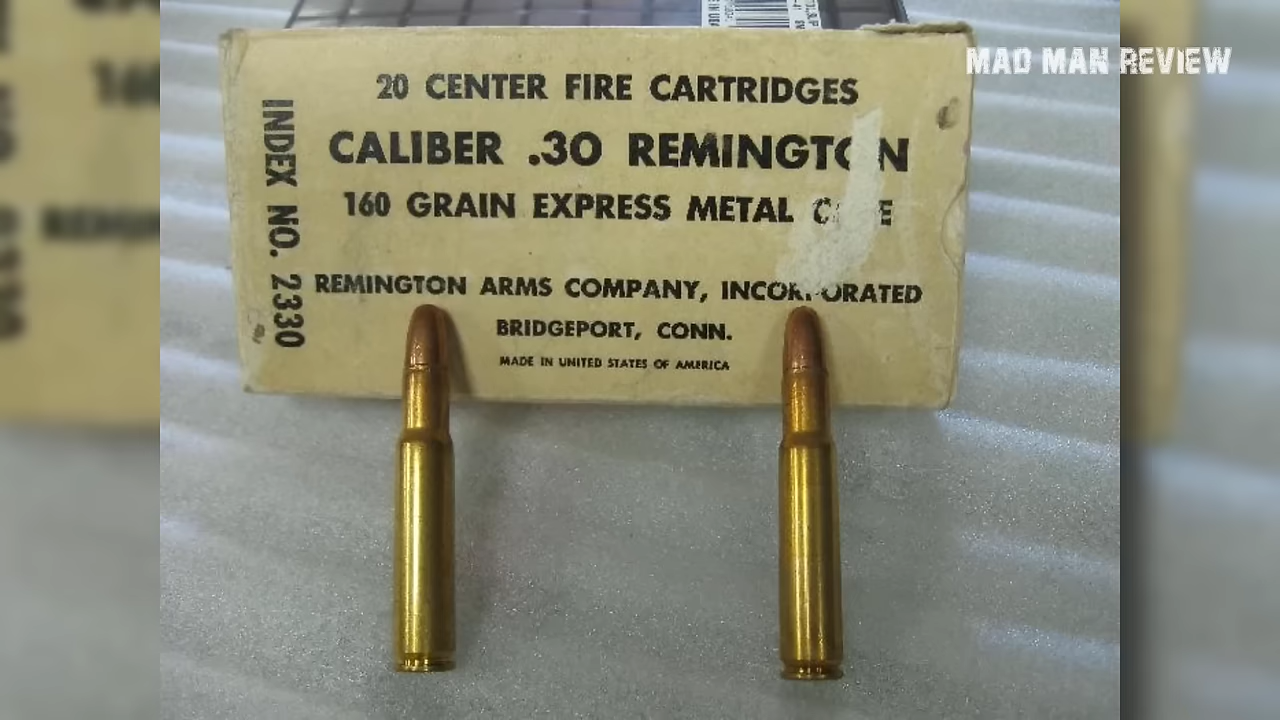 MAD MAN REVIEW
20 CENTER FIRE CARTRIDGES
CALIBER .30 REMINGTON
160 GRAIN EXPRESS METAL
REMINGTON ARMS COMPANY, INCORPORATED
BRIDGEPORT, CONN.
MADE IN UNITED STATES OF AMERICA
INDEX NO. 2330